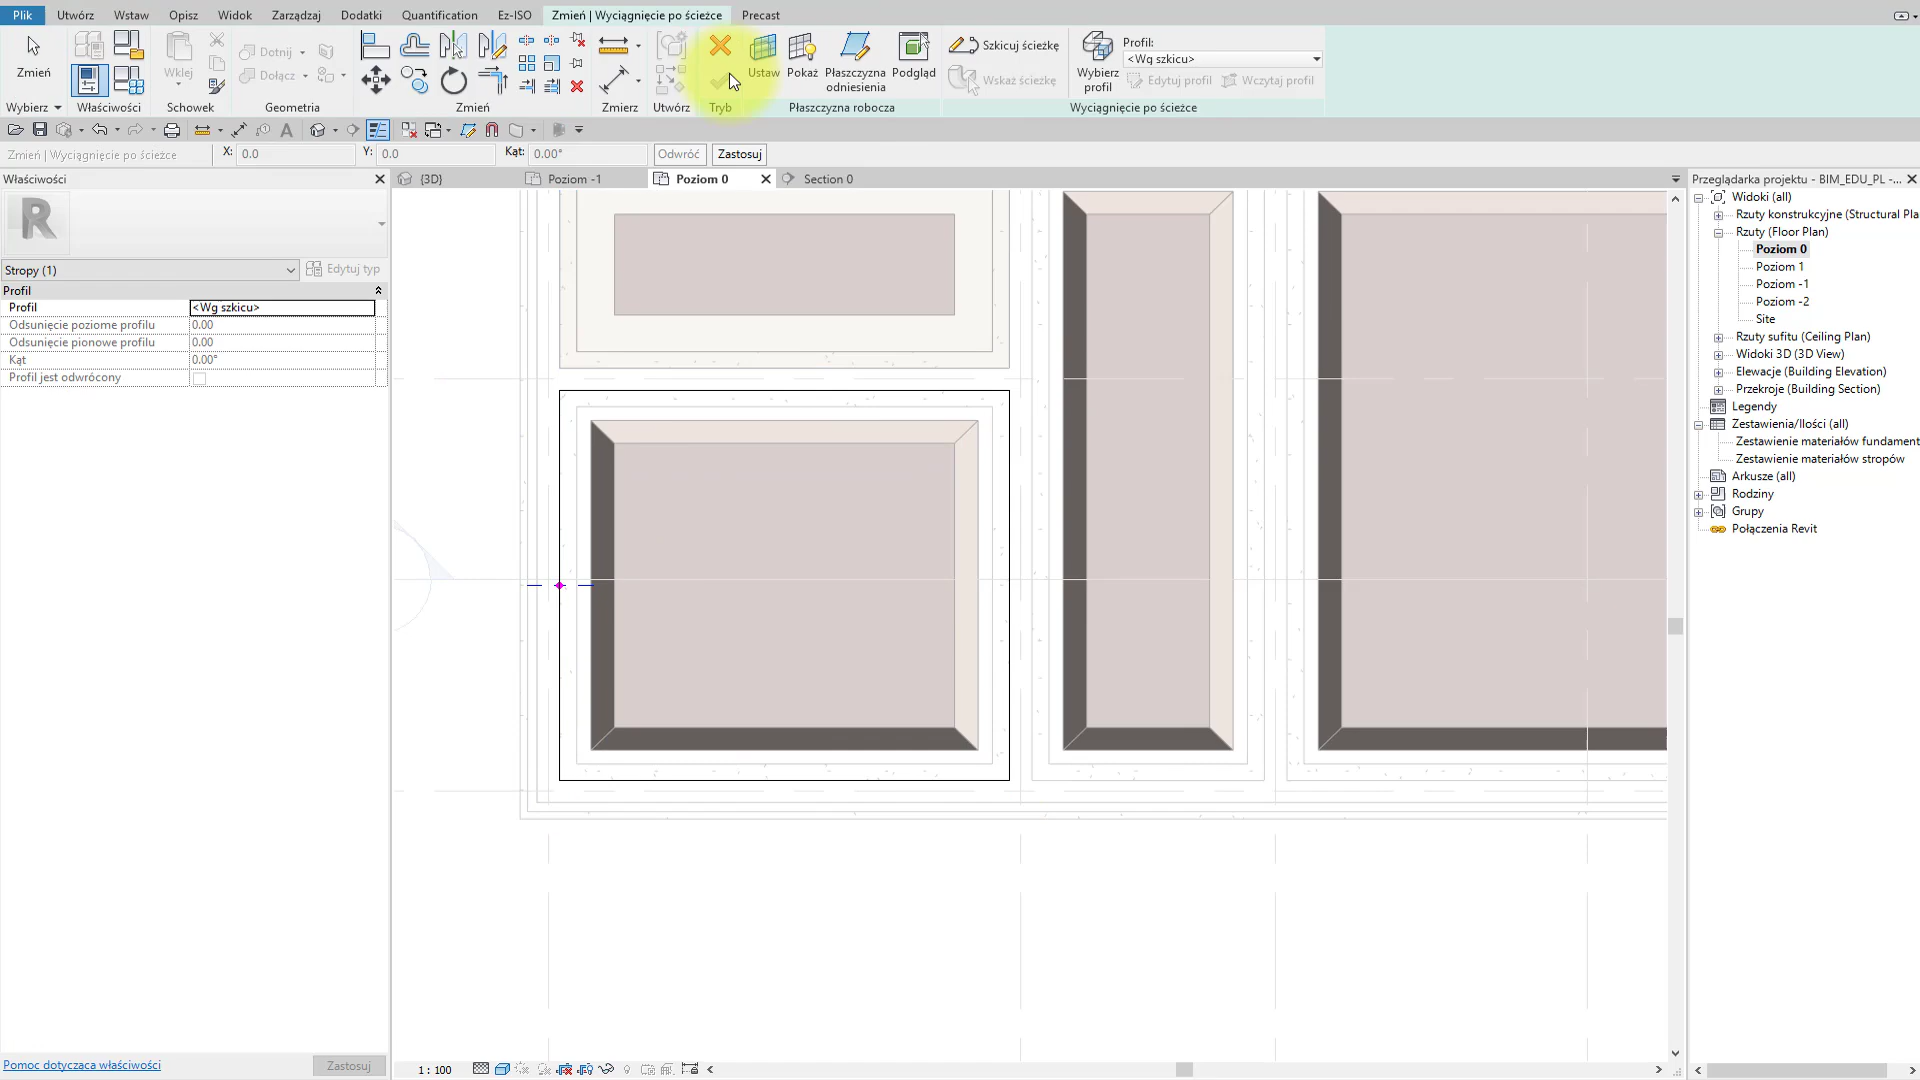 Plik Utwórz Wstaw Opisz Widok Zarządzaj Dodatki Quantification Ez-ISO Zmień | Wyciągnięcie po ścieżce Precast
Zmień Wklej Dotnij Dołącz Ustaw Pokaż Płaszczyzna odniesienia Podgląd Szkicuj ścieżkę Wskaż ścieżkę Wybierz profil Profil: <Wg szkicu> Edytuj profil Wczytaj profil
Wybierz Właściwości Schowek Geometria Zmień Zmierz Utwórz Tryb Płaszczyzna robocza Wyciągnięcie po ścieżce
Zmień | Wyciągnięcie po ścieżce X: 0.0 Y: 0.0 Kąt: 0.00° Odwróć Zastosuj
Właściwości
{3D} Poziom -1 Poziom 0 Section 0
Stropy (1) Edytuj typ
Profil
Profil <Wg szkicu>
Odsunięcie poziome profilu 0.00
Odsunięcie pionowe profilu 0.00
Kąt 0.00°
Profil jest odwrócony
Pomoc dotycząca właściwości Zastosuj
1 : 100
Przeglądarka projektu - BIM_EDU_PL -...
Widoki (all)
Rzuty konstrukcyjne (Structural Pla
Rzuty (Floor Plan)
Poziom 0
Poziom 1
Poziom -1
Poziom -2
Site
Rzuty sufitu (Ceiling Plan)
Widoki 3D (3D View)
Elewacje (Building Elevation)
Przekroje (Building Section)
Legendy
Zestawienia/Ilości (all)
Zestawienie materiałów fundament
Zestawienie materiałów stropów
Arkusze (all)
Rodziny
Grupy
Połączenia Revit